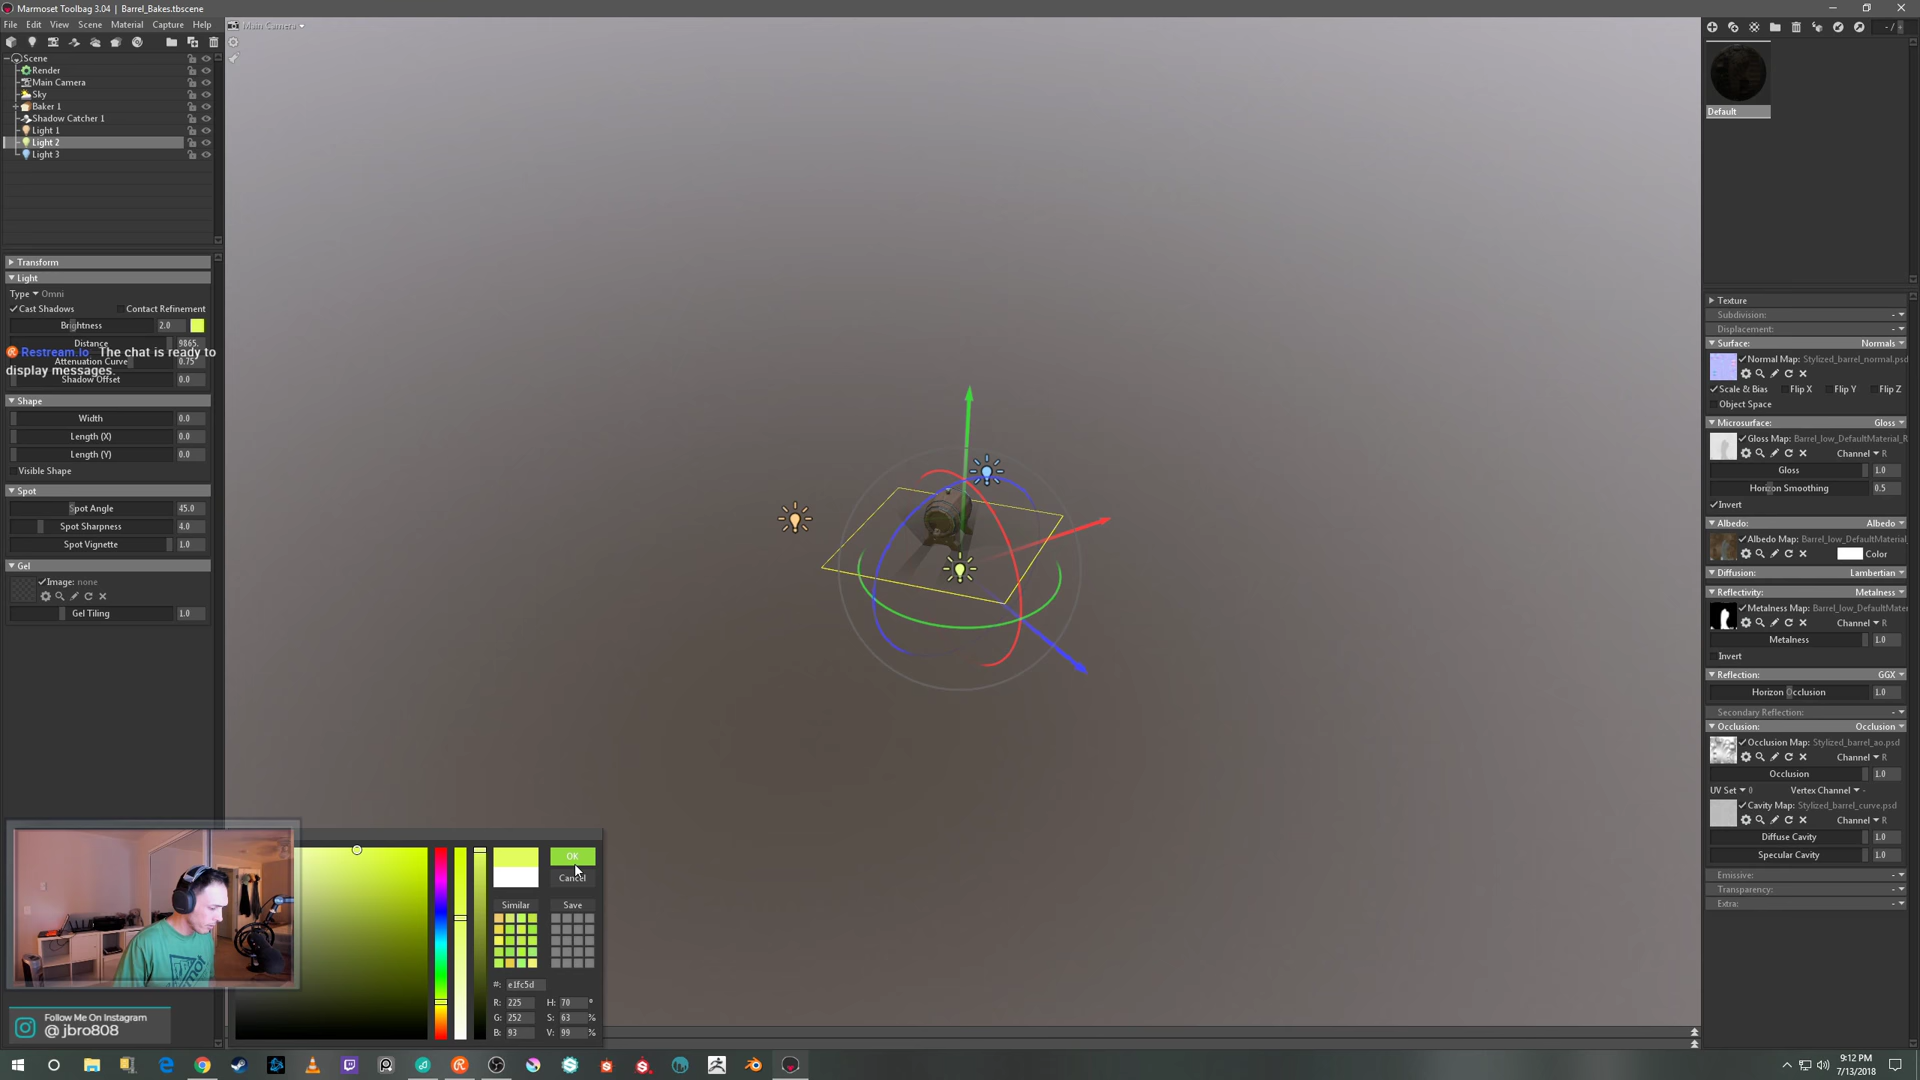 Marmoset Toolbag 3.04 | Barrel_Bakes.tbscene
File Edit View Scene Material Capture Help
Main Camera
Scene
Render
Main Camera
Sky
Baker 1
Shadow Catcher 1
Light 1
Light 2
Light 3
Transform
Light
Type Omni
Cast Shadows Contact Refinement
Brightness 2.0
Distance 9865.
Restream.io The chat is ready to
Attenuation Curve 0.75
display messages.
Shadow Offset 0.0
Shape
Width 0.0
Length (X) 0.0
Length (Y) 0.0
Visible Shape
Spot
Spot Angle 45.0
Spot Sharpness 4.0
Spot Vignette 1.0
Gel
Image: none
Gel Tiling 1.0
OK
Cancel
Similar Save
#: e1fc5d
R: 225 H: 70 °
G: 252 S: 63 %
B: 93 V: 99 %
Follow Me On Instagram
@ jbro808
Default
Texture
Subdivision: -
Displacement: -
Surface: Normals
Normal Map: Stylized_barrel_normal.psd
Scale & Bias Flip X Flip Y Flip Z
Object Space
Microsurface: Gloss
Gloss Map: Barrel_low_DefaultMaterial_R
Channel R
Gloss 1.0
Horizon Smoothing 0.5
Invert
Albedo: Albedo
Albedo Map: Barrel_low_DefaultMaterial_
Color
Diffusion: Lambertian
Reflectivity: Metalness
Metalness Map: Barrel_low_DefaultMater
Channel R
Metalness 1.0
Invert
Reflection: GGX
Horizon Occlusion 1.0
Secondary Reflection: -
Occlusion: Occlusion
Occlusion Map: Stylized_barrel_ao.psd
Channel R
Occlusion 1.0
UV Set 0 Vertex Channel -
Cavity Map: Stylized_barrel_curve.psd
Channel R
Diffuse Cavity 1.0
Specular Cavity 1.0
Emissive: -
Transparency: -
Extra: -
9:12 PM
7/13/2018